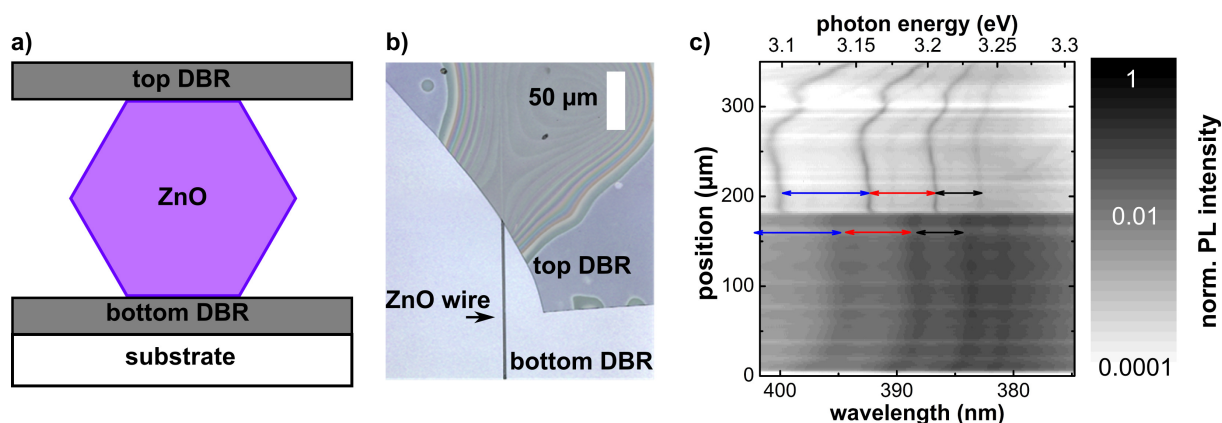 a)
top DBR
ZnO
bottom DBR
substrate
b)
50 µm
top DBR
ZnO wire
bottom DBR
c)
photon energy (eV)
3.1 3.15 3.2 3.25 3.3
position (µm)
300
200
100
0
400 390 380
wavelength (nm)
1
0.01
0.0001
norm. PL intensity